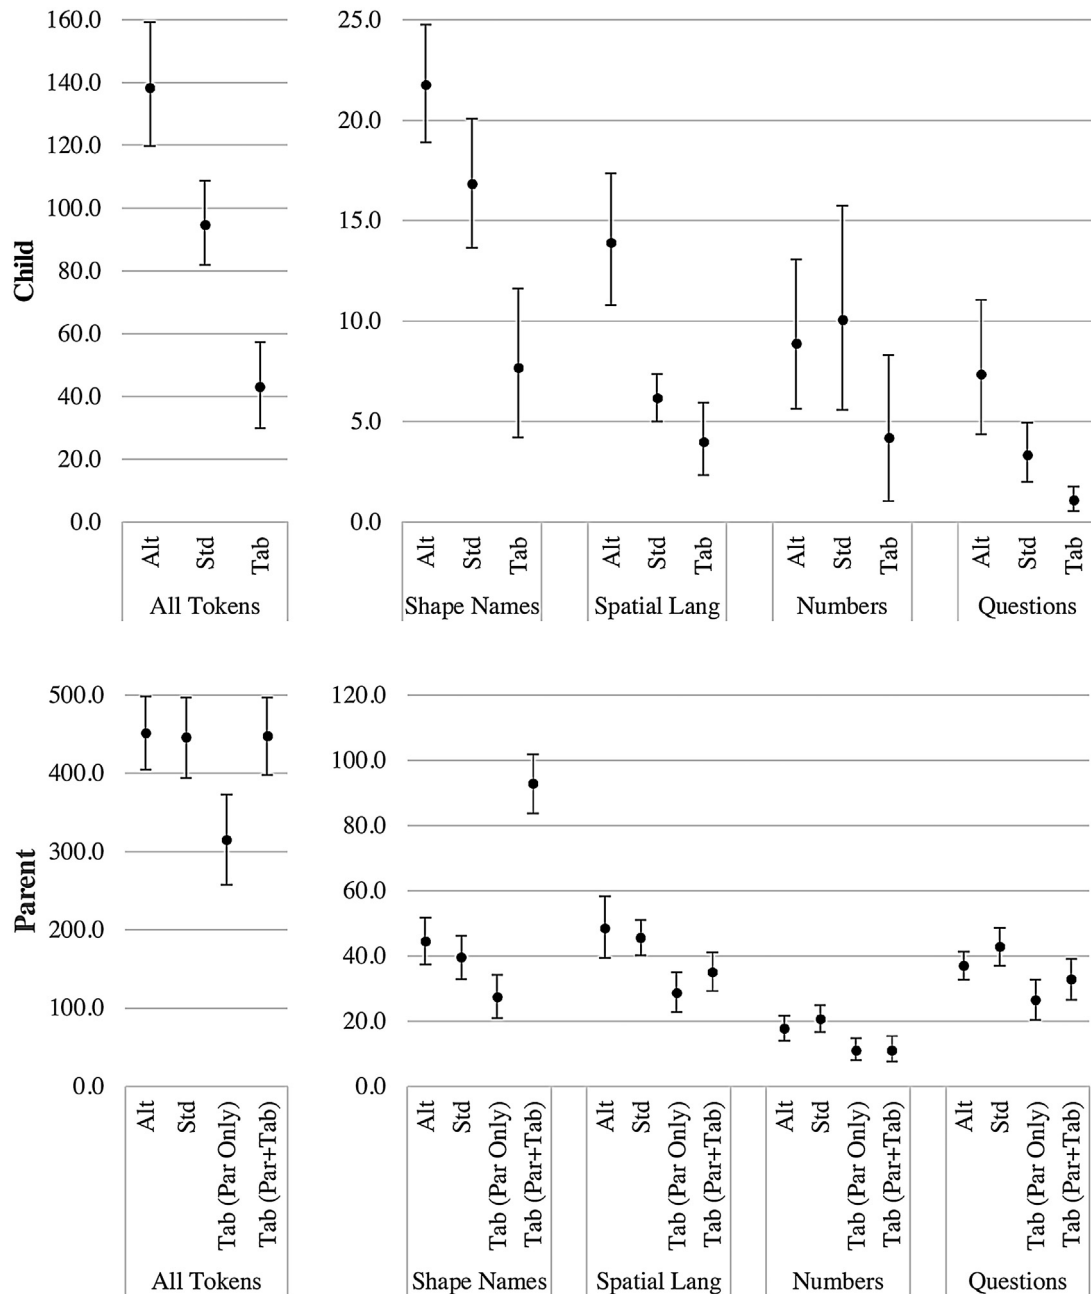 Child
160.0
140.0
120.0
100.0
80.0
60.0
40.0
20.0
0.0
Alt
Std
Tab
All Tokens
25.0
20.0
15.0
10.0
5.0
0.0
Alt
Std
Tab
Alt
Std
Tab
Alt
Std
Tab
Alt
Std
Tab
Shape Names
Spatial Lang
Numbers
Questions
Parent
500.0
400.0
300.0
200.0
100.0
0.0
Alt
Std
Tab (Par Only)
Tab (Par+Tab)
All Tokens
120.0
100.0
80.0
60.0
40.0
20.0
0.0
Alt
Std
Tab (Par Only)
Tab (Par+Tab)
Alt
Std
Tab (Par Only)
Tab (Par+Tab)
Alt
Std
Tab (Par Only)
Tab (Par+Tab)
Alt
Std
Tab (Par Only)
Tab (Par+Tab)
Shape Names
Spatial Lang
Numbers
Questions